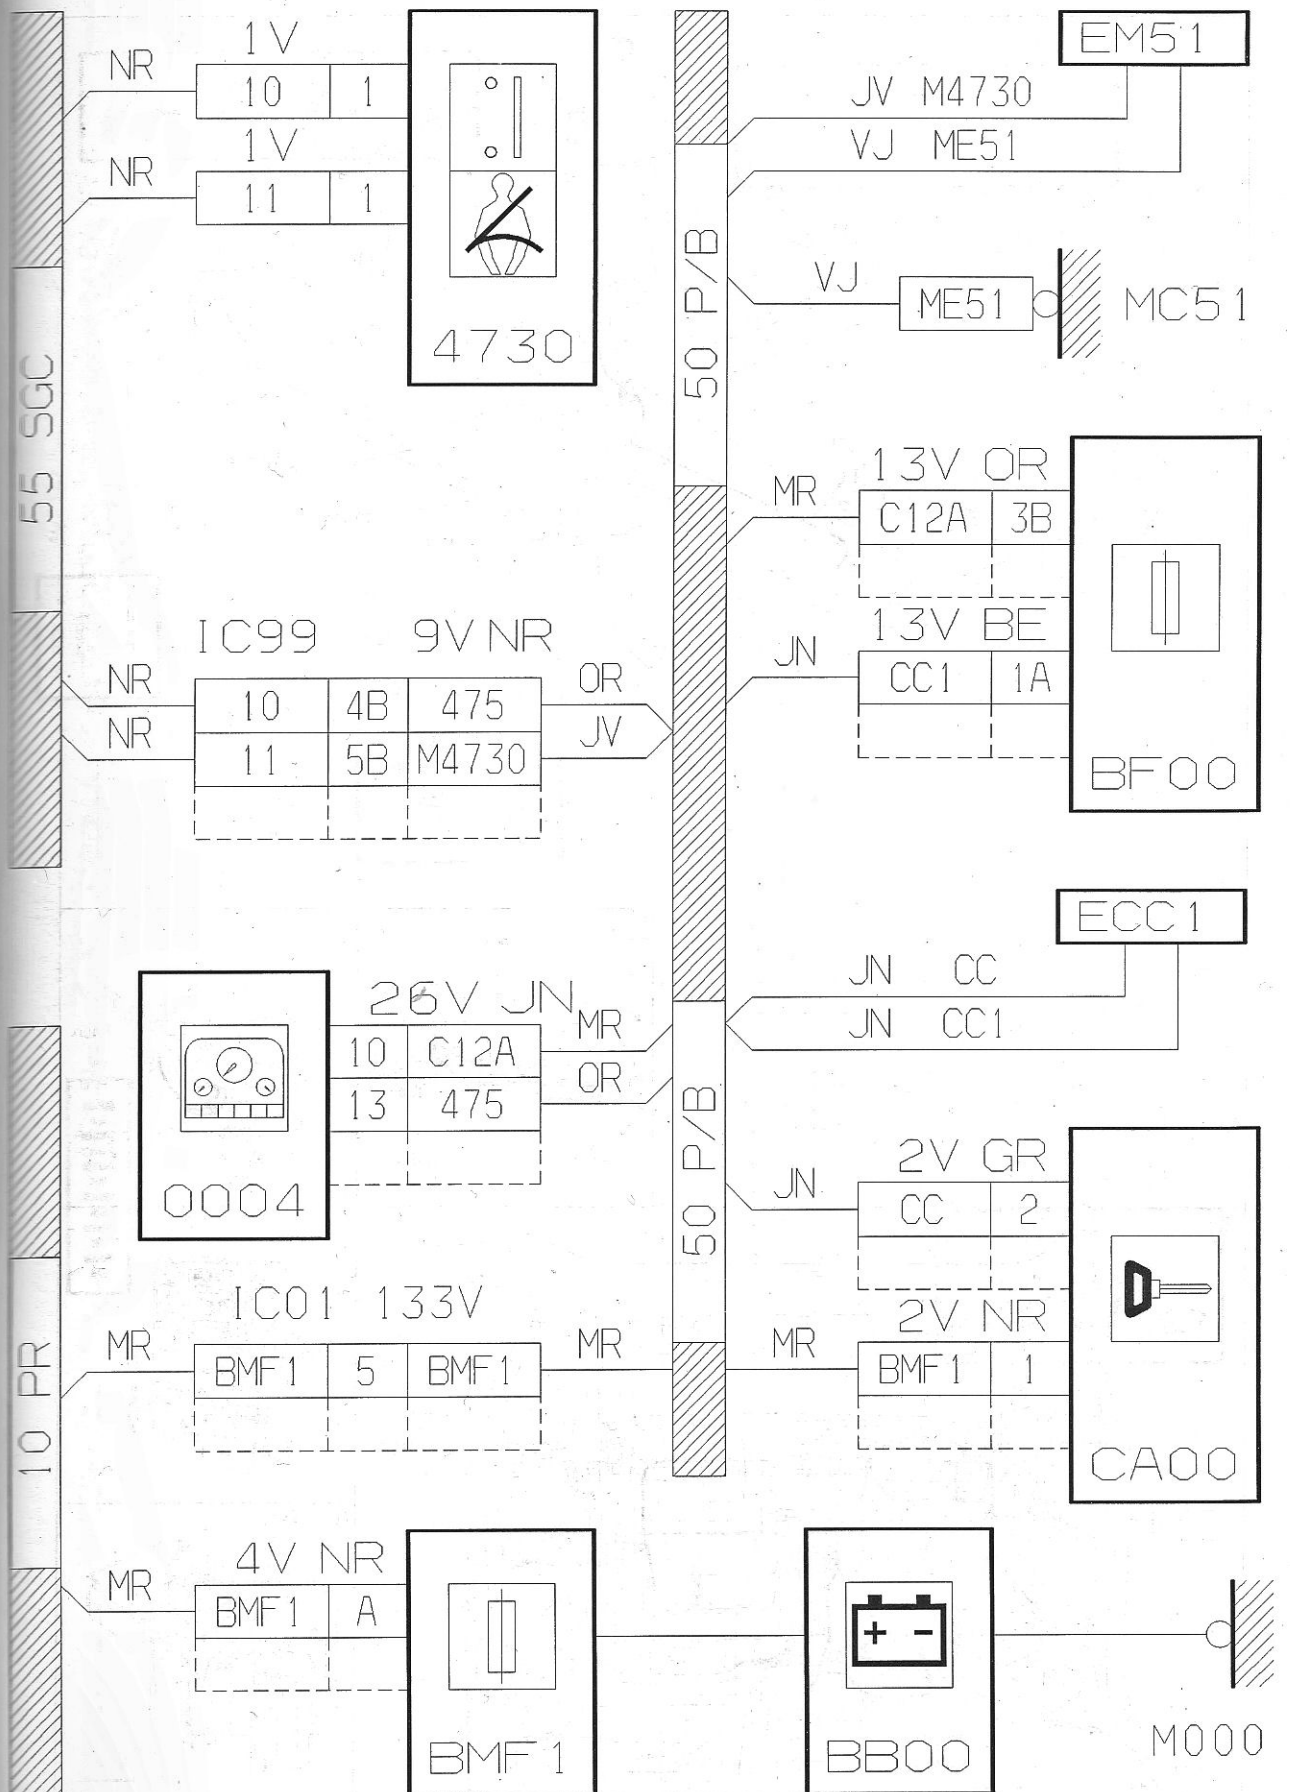 1V
NR
10 1
1V
NR
11 1
4730
EM51
JV M4730
VJ ME51
50 P/B
VJ
ME51
MC51
55 SGC
13V OR
MR
C12A 3B
13V BE
JN
CC1 1A
BF00
IC99 9V NR
NR
10 4B 475
OR
NR
11 5B M4730
JV
ECC1
JN CC
JN CC1
26V JN
10 C12A
MR
13 475
OR
0004
50 P/B
2V GR
JN
CC 2
2V NR
MR
BMF1 1
CA00
IC01 133V
MR
BMF1 5 BMF1
MR
10 PR
4V NR
MR
BMF1 A
BMF1
+ -
BB00
M000